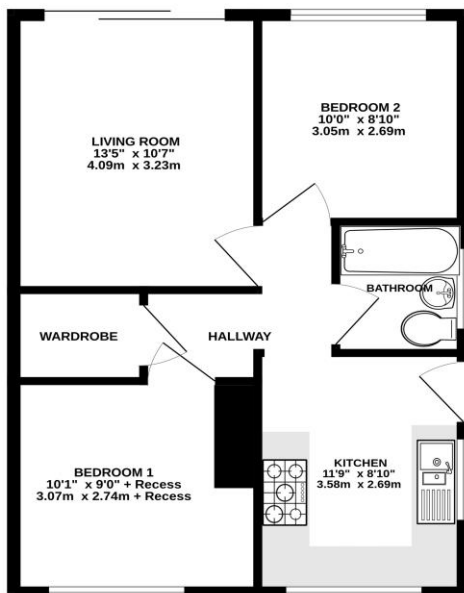 LIVING ROOM
13'5" x 10'7"
4.09m x 3.23m
BEDROOM 2
10'0" x 8'10"
3.05m x 2.69m
BATHROOM
WARDROBE
HALLWAY
BEDROOM 1
10'1" x 9'0" + Recess
3.07m x 2.74m + Recess
KITCHEN
11'9" x 8'10"
3.58m x 2.69m